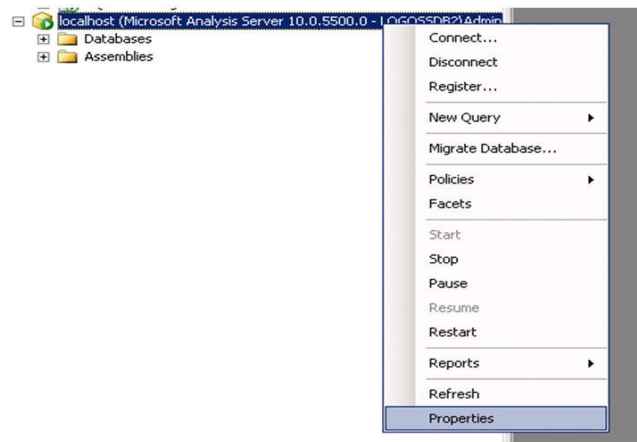 localhost (Microsoft Analysis Server 10.0.5500.0 - LOGOSSDB2\Admin
Databases
Assemblies
Connect...
Disconnect
Register...
New Query
Migrate Database...
Policies
Facets
Start
Stop
Pause
Resume
Restart
Reports
Refresh
Properties